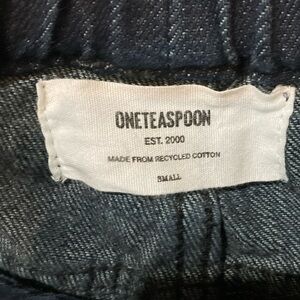 ONETEASPOON
EST. 2000
MADE FROM RECYCLED COTTON
SMALL